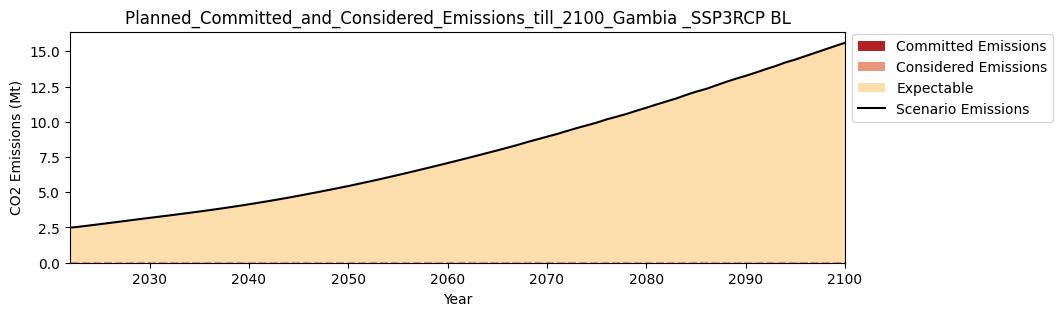 Planned_Committed_and_Considered_Emissions_till_2100_Gambia _SSP3RCP BL
CO2 Emissions (Mt)
15.0
12.5
10.0
7.5
5.0
2.5
0.0
2030 2040 2050 2060 2070 2080 2090 2100
Year
Committed Emissions
Considered Emissions
Expectable
Scenario Emissions